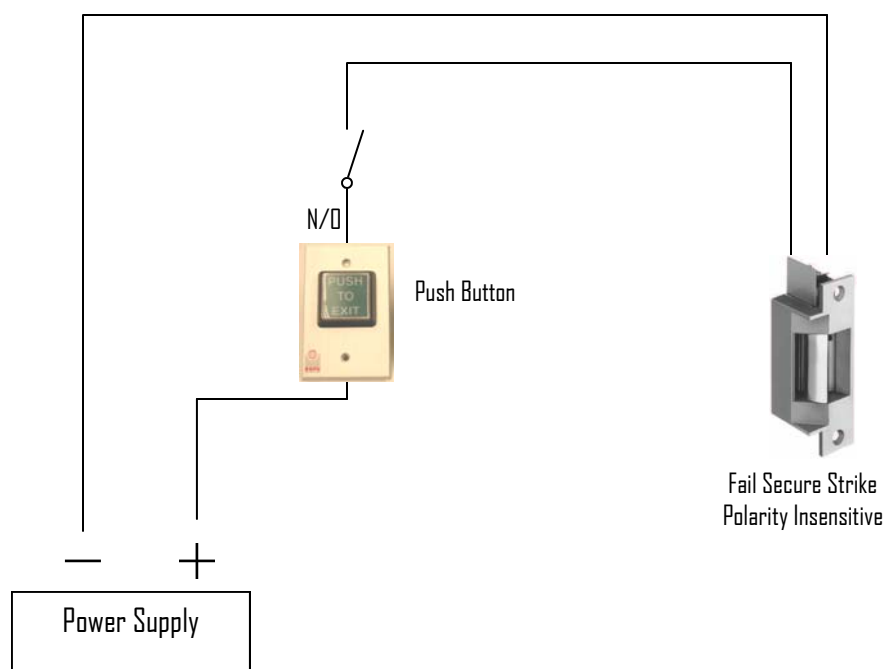 N/O
PUSH
TO
EXIT
Push Button
Fail Secure Strike
Polarity Insensitive
— +
Power Supply